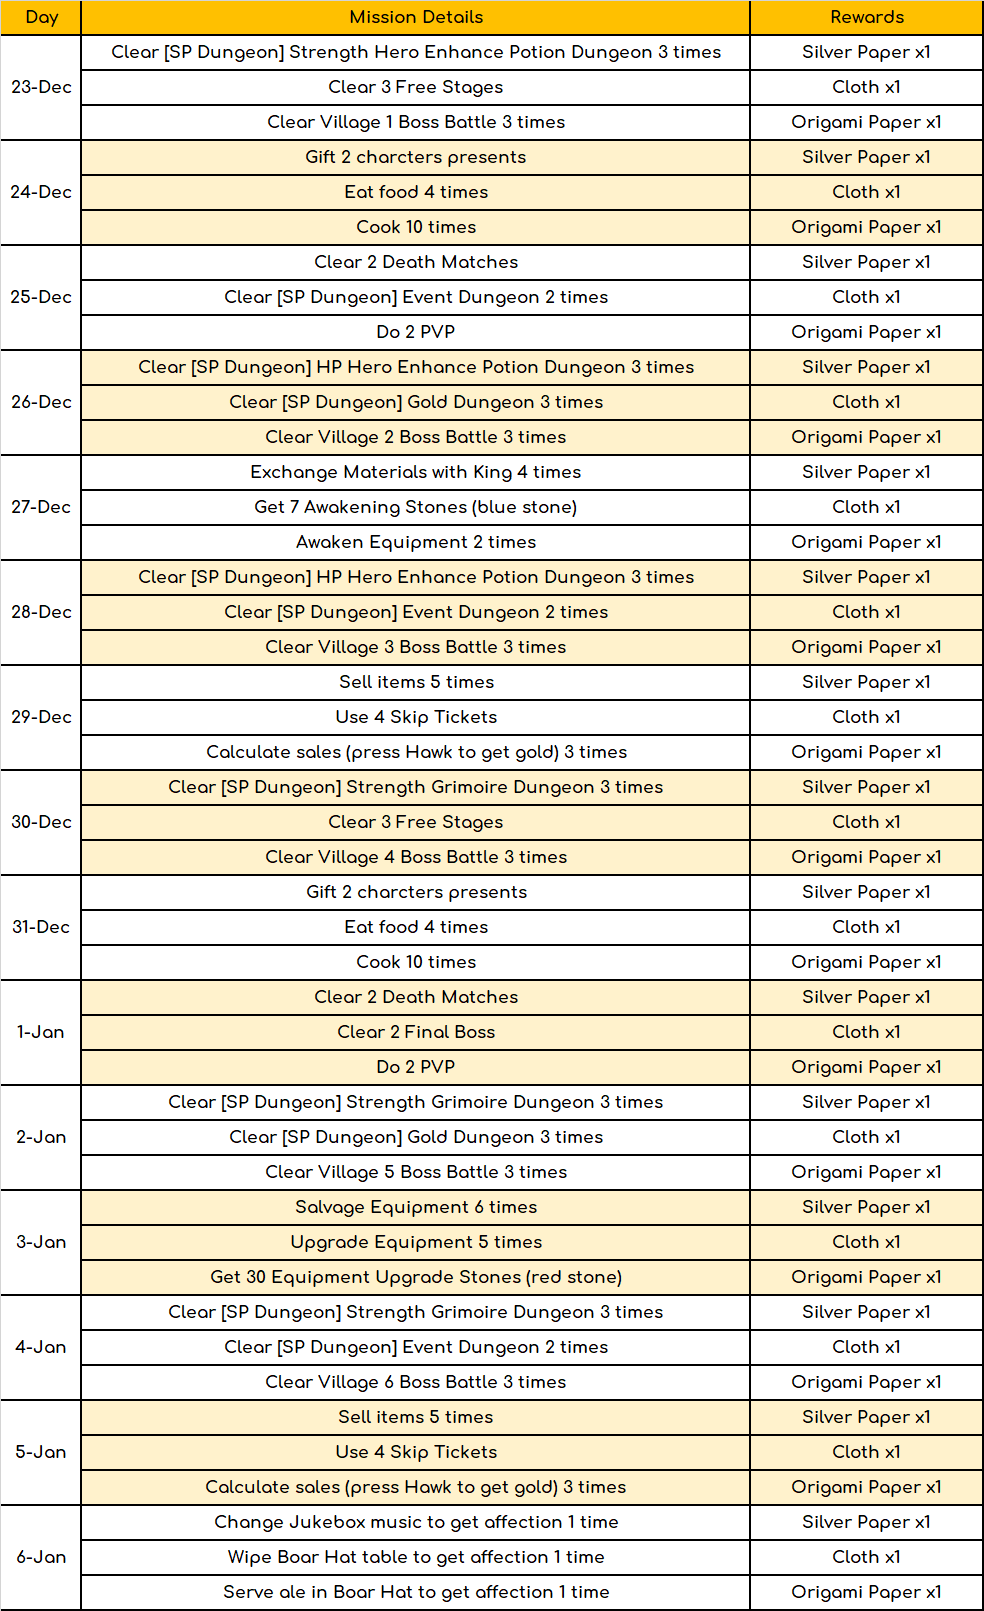 Day Mission Details Rewards
Clear [SP Dungeon] Strength Hero Enhance Potion Dungeon 3 times Silver Paper x1
23-Dec Clear 3 Free Stages Cloth x1
Clear Village 1 Boss Battle 3 times Origami Paper x1
Gift 2 charcters presents Silver Paper x1
24-Dec Eat food 4 times Cloth x1
Cook 10 times Origami Paper x1
Clear 2 Death Matches Silver Paper x1
25-Dec Clear [SP Dungeon] Event Dungeon 2 times Cloth x1
Do 2 PVP Origami Paper x1
Clear [SP Dungeon] HP Hero Enhance Potion Dungeon 3 times Silver Paper x1
26-Dec Clear [SP Dungeon] Gold Dungeon 3 times Cloth x1
Clear Village 2 Boss Battle 3 times Origami Paper x1
Exchange Materials with King 4 times Silver Paper x1
27-Dec Get 7 Awakening Stones (blue stone) Cloth x1
Awaken Equipment 2 times Origami Paper x1
Clear [SP Dungeon] HP Hero Enhance Potion Dungeon 3 times Silver Paper x1
28-Dec Clear [SP Dungeon] Event Dungeon 2 times Cloth x1
Clear Village 3 Boss Battle 3 times Origami Paper x1
Sell items 5 times Silver Paper x1
29-Dec Use 4 Skip Tickets Cloth x1
Calculate sales (press Hawk to get gold) 3 times Origami Paper x1
Clear [SP Dungeon] Strength Grimoire Dungeon 3 times Silver Paper x1
30-Dec Clear 3 Free Stages Cloth x1
Clear Village 4 Boss Battle 3 times Origami Paper x1
Gift 2 charcters presents Silver Paper x1
31-Dec Eat food 4 times Cloth x1
Cook 10 times Origami Paper x1
Clear 2 Death Matches Silver Paper x1
1-Jan Clear 2 Final Boss Cloth x1
Do 2 PVP Origami Paper x1
Clear [SP Dungeon] Strength Grimoire Dungeon 3 times Silver Paper x1
2-Jan Clear [SP Dungeon] Gold Dungeon 3 times Cloth x1
Clear Village 5 Boss Battle 3 times Origami Paper x1
Salvage Equipment 6 times Silver Paper x1
3-Jan Upgrade Equipment 5 times Cloth x1
Get 30 Equipment Upgrade Stones (red stone) Origami Paper x1
Clear [SP Dungeon] Strength Grimoire Dungeon 3 times Silver Paper x1
4-Jan Clear [SP Dungeon] Event Dungeon 2 times Cloth x1
Clear Village 6 Boss Battle 3 times Origami Paper x1
Sell items 5 times Silver Paper x1
5-Jan Use 4 Skip Tickets Cloth x1
Calculate sales (press Hawk to get gold) 3 times Origami Paper x1
Change Jukebox music to get affection 1 time Silver Paper x1
6-Jan Wipe Boar Hat table to get affection 1 time Cloth x1
Serve ale in Boar Hat to get affection 1 time Origami Paper x1